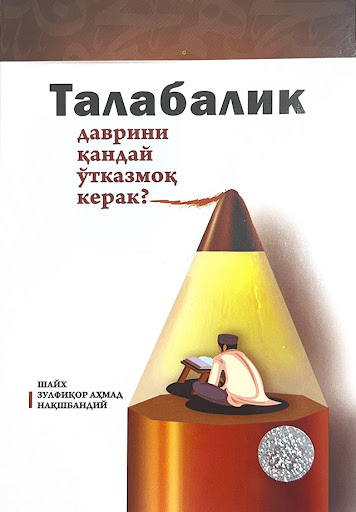 Талабалик
даврини
қандай
ўтказмоқ
керак?
ШАЙХ
ЗУЛФИҚОР АҲМАД
НАҚШБАНДИЙ